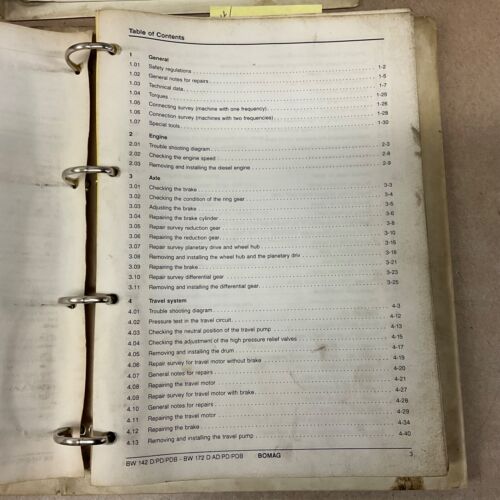 Table of Contents
1 General
1.01 Safety regulations 1-2
1.02 General notes for repairs 1-5
1.03 Technical data 1-7
1.04 Torques 1-25
1.05 Connecting survey (machine with one frequency) 1-26
1.06 Connection survey (machines with two frequencies) 1-28
1.07 Special tools 1-30
2 Engine
2.01 Trouble shooting diagram 2-3
2.02 Checking the engine speed 2-8
2.03 Removing and installing the diesel engine 2-9
3 Axle
3.01 Checking the brake 3-3
3.02 Checking the condition of the ring gear 3-4
3.03 Adjusting the brake 3-5
3.04 Repairing the brake cylinder 3-6
3.05 Repair survey reduction gear 3-8
3.06 Repairing the reduction gear 3-10
3.07 Repair survey planetary drive and wheel hub 3-15
3.08 Removing and installing the wheel hub and the planetary driv 3-18
3.09 Repairing the brake 3-21
3.10 Repair survey differential gear 3-23
3.11 Removing and installing the differential gear 3-25
4 Travel system
4.01 Trouble shooting diagram 4-3
4.02 Pressure test in the travel circuit 4-12
4.03 Checking the neutral position of the travel pump 4-13
4.04 Checking the adjustment of the high pressure relief valves 4-15
4.05 Removing and installing the drum 4-17
4.06 Repair survey for travel motor without brake 4-19
4.07 General notes for repairs 4-20
4.08 Repairing the travel motor 4-21
4.09 Repair survey for travel motor with brake 4-27
4.10 General notes for repairs 4-28
4.11 Repairing the travel motor 4-29
4.12 Repairing the brake 4-34
4.13 Removing and installing the travel pump 4-40
BW 142 D/PD/PDB - BW 172 D/AD/PD/PDB BOMAG 3